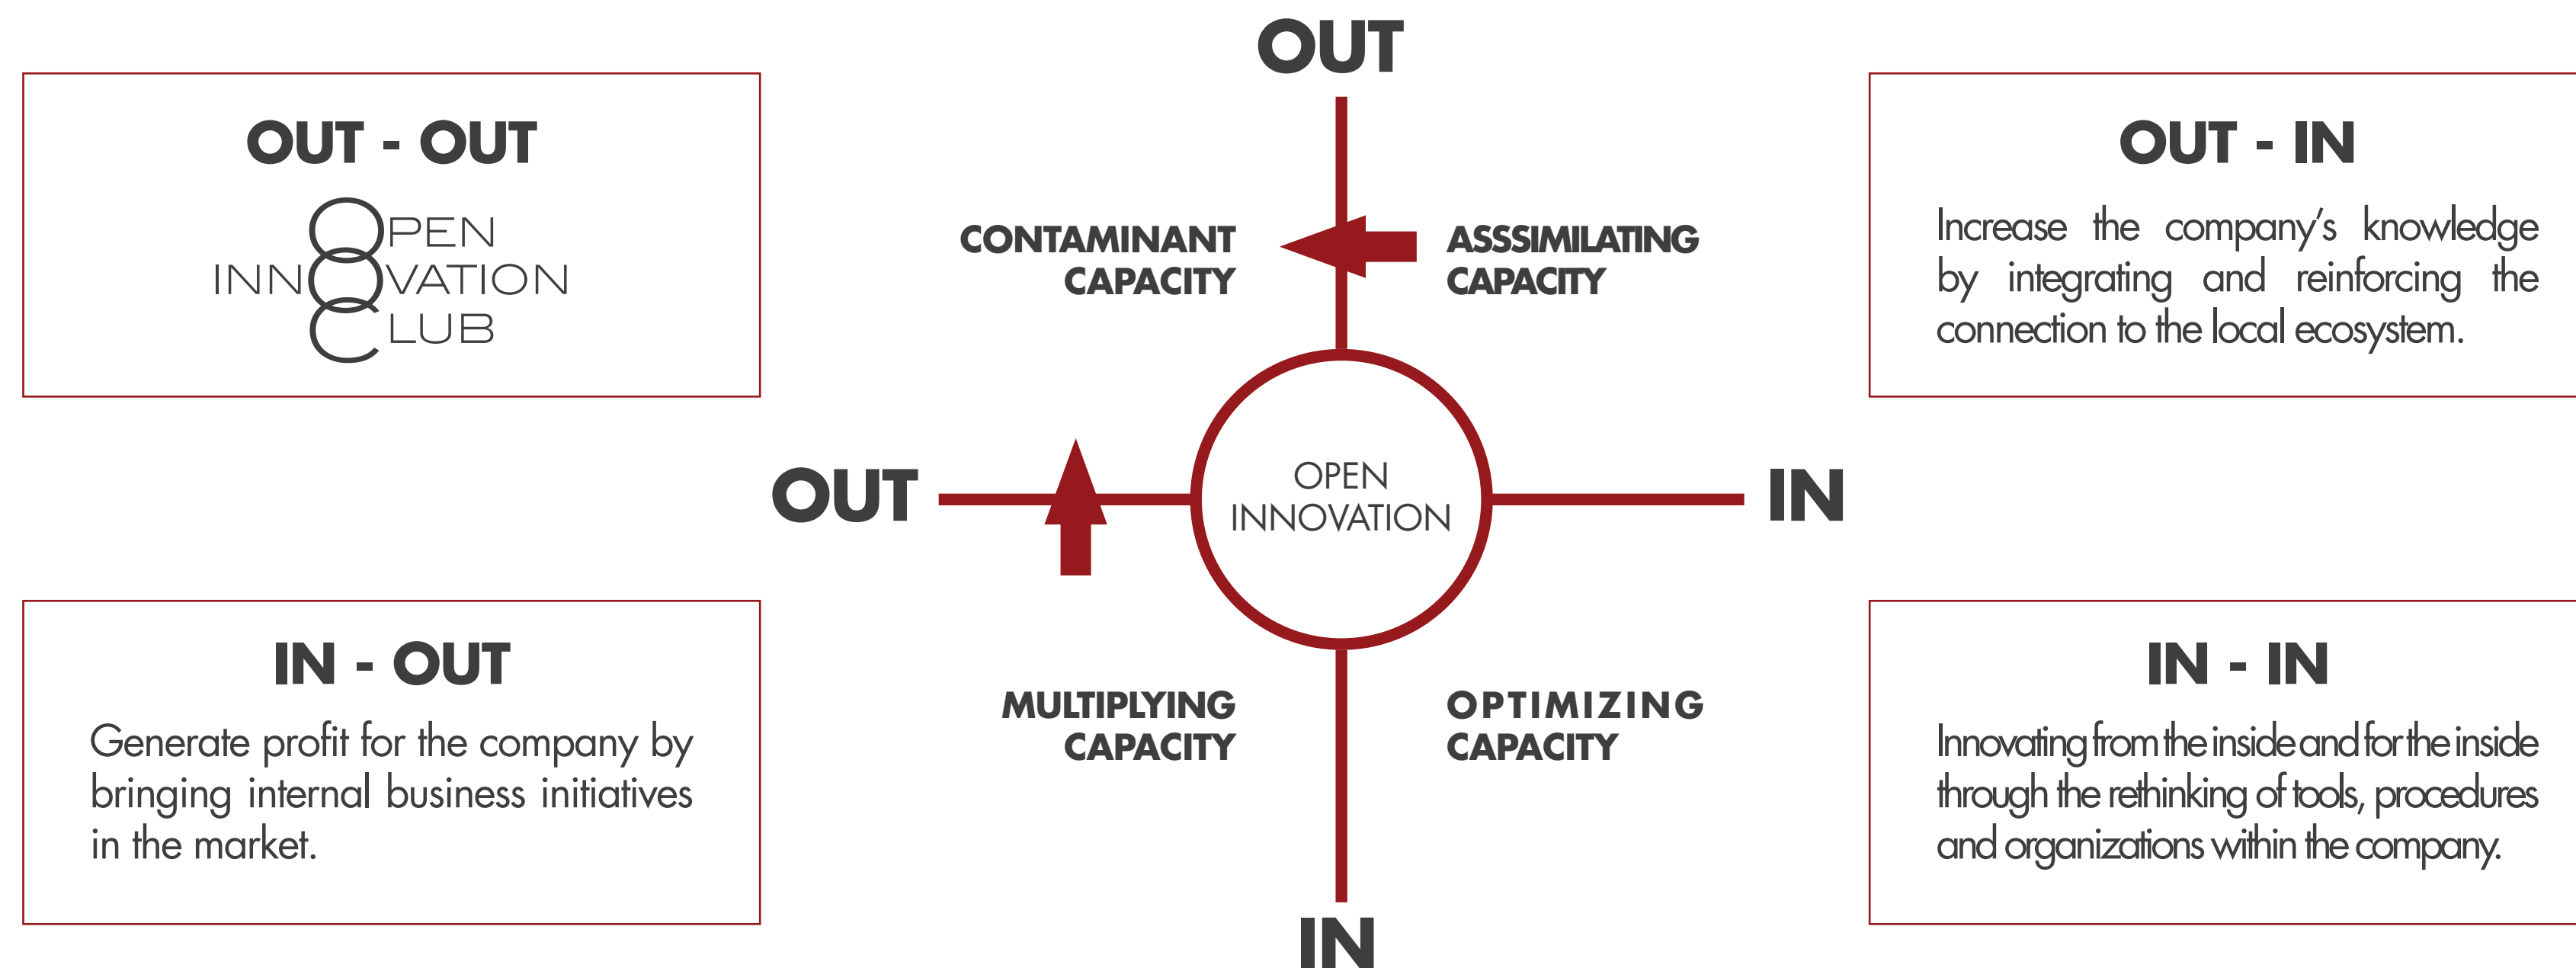 OUT
OUT - OUT
OPEN
INNOVATION
CLUB
CONTAMINANT
CAPACITY
ASSSIMILATING
CAPACITY
OUT - IN
Increase the company's knowledge
by integrating and reinforcing the
connection to the local ecosystem.
OUT
OPEN
INNOVATION
IN
IN - OUT
Generate profit for the company by
bringing internal business initiatives
in the market.
MULTIPLYING
CAPACITY
OPTIMIZING
CAPACITY
IN - IN
Innovating from the inside and for the inside
through the rethinking of tools, procedures
and organizations within the company.
IN